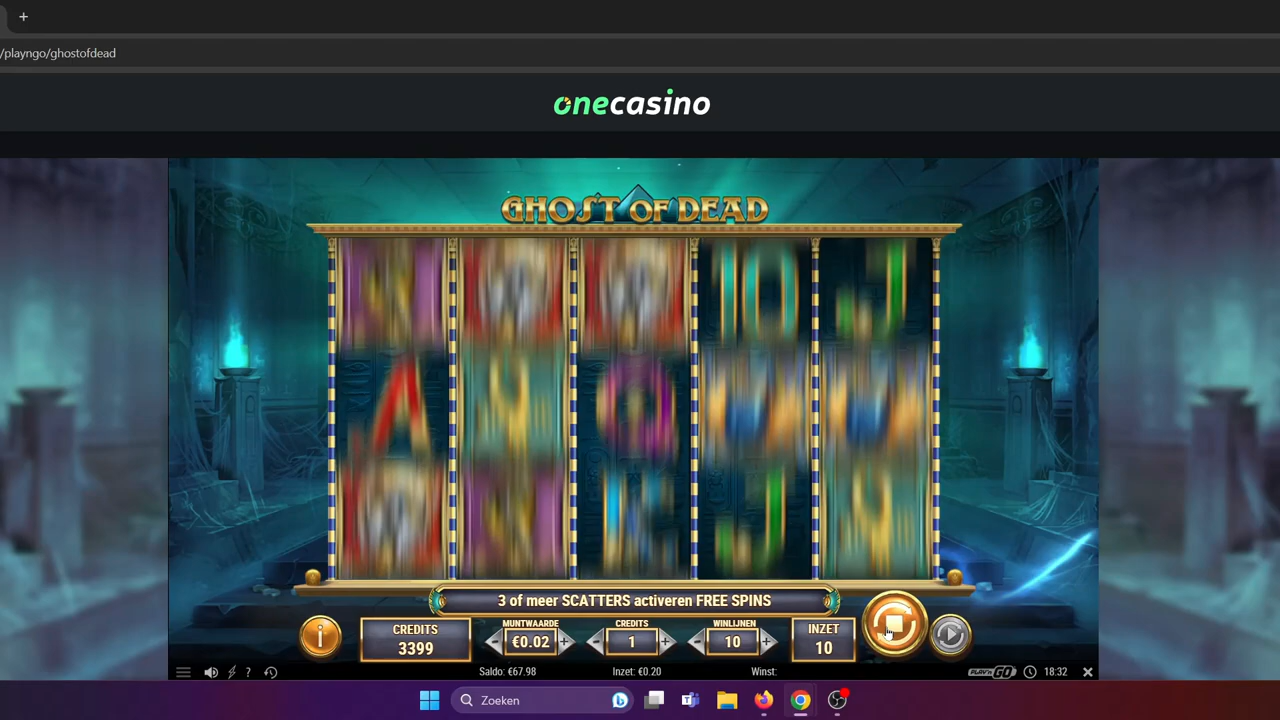 +
/playngo/ghostofdead
onecasino
GHOST OF DEAD
3 of meer SCATTERS activeren FREE SPINS
CREDITS
3399
MUNTWAARDE
- €0.02 +
CREDITS
- 1 +
WINLIJNEN
- 10 +
INZET
10
? Saldo: €67.98 Inzet: €0.20 Winst: PLAY'n GO 18:32
Zoeken